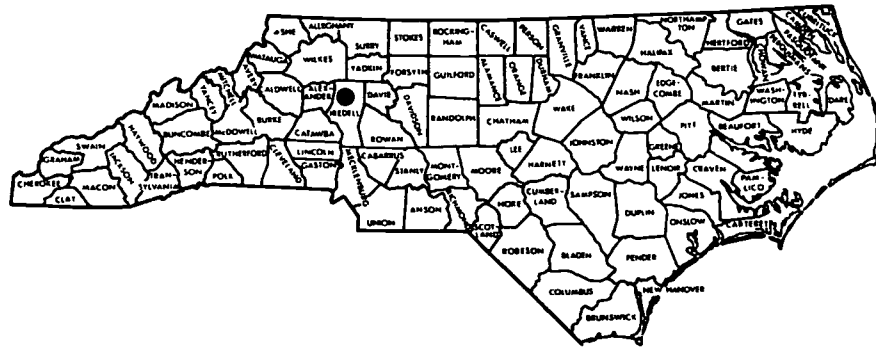 ASHE
ALLEGHANY
SURRY
STOKES
ROCKING-
HAM
CASWELL
PERSON
GRANVILLE
VANCE
WARREN
NORTHAMP
TON
GATES
HERTFORD
HALIFAX
BERTIE
WILKES
YADKIN
FORSYTH
GUILFORD
ALAMANCE
ORANGE
DURHAM
FRANKLIN
NASH
EDGE-
COMBE
MARTIN
WASH-
INGTON
TYR-
RELL
DARE
MADISON
YANCEY
MITCHELL
AVERY
CALDWELL
ALEX-
ANDER
IREDELL
DAVIE
DAVIDSON
RANDOLPH
CHATHAM
WAKE
WILSON
PITT
BEAUFORT
HYDE
HAYWOOD
BUNCOMBE
McDOWELL
BURKE
CATAWBA
ROWAN
JOHNSTON
GREENE
SWAIN
GRAHAM
JACKSON
HENDER-
SON
RUTHERFORD
CLEVELAND
LINCOLN
GASTON
MECKLENBURG
CABARRUS
STANLY
MONT-
GOMERY
MOORE
LEE
HARNETT
WAYNE
LENOIR
CRAVEN
PAM-
LICO
CHEROKEE
CLAY
MACON
TRAN-
SYLVANIA
POLK
UNION
ANSON
SCOT-
LAND
HOKE
CUMBER-
LAND
SAMPSON
DUPLIN
JONES
ONSLOW
CARTERET
ROBESON
BLADEN
PENDER
COLUMBUS
NEW HANOVER
BRUNSWICK